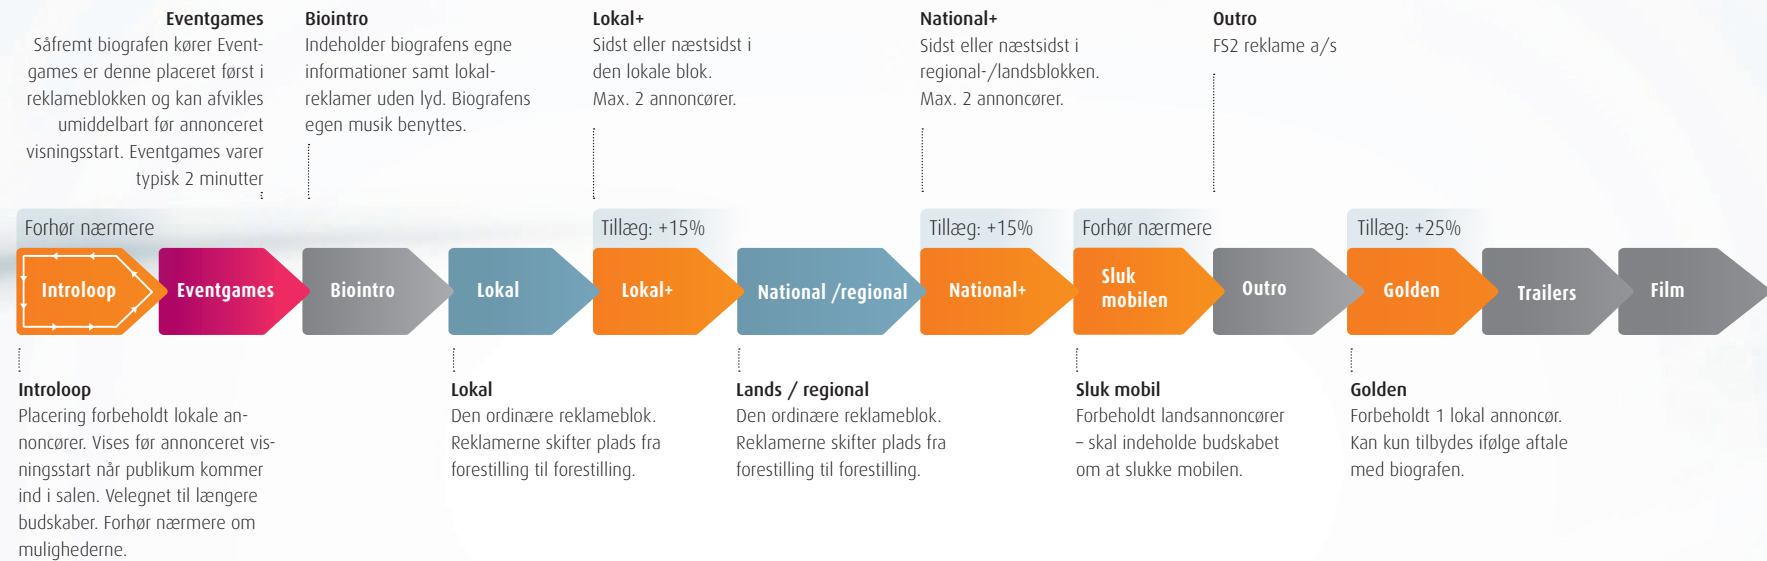 Eventgames
Såfremt biografen kører Event-
games er denne placeret først i
reklameblokken og kan afvikles
umiddelbart før annonceret
visningsstart. Eventgames varer
typisk 2 minutter
Biointro
Indeholder biografens egne
informationer samt lokal-
reklamer uden lyd. Biografens
egen musik benyttes.
Lokal+
Sidst eller næstsidst i
den lokale blok.
Max. 2 annoncører.
National+
Sidst eller næstsidst i
regional-/landsblokken.
Max. 2 annoncører.
Outro
FS2 reklame a/s
Forhør nærmere
Tillæg: +15%
Tillæg: +15%
Forhør nærmere
Tillæg: +25%
Introloop
Eventgames
Biointro
Lokal
Lokal+
National /regional
National+
Sluk
mobilen
Outro
Golden
Trailers
Film
Introloop
Placering forbeholdt lokale an-
noncører. Vises før annonceret vis-
ningsstart når publikum kommer
ind i salen. Velegnet til længere
budskaber. Forhør nærmere om
mulighederne.
Lokal
Den ordinære reklameblok.
Reklamerne skifter plads fra
forestilling til forestilling.
Lands / regional
Den ordinære reklameblok.
Reklamerne skifter plads fra
forestilling til forestilling.
Sluk mobil
Forbeholdt landsannoncører
– skal indeholde budskabet
om at slukke mobilen.
Golden
Forbeholdt 1 lokal annoncør.
Kan kun tilbydes ifølge aftale
med biografen.